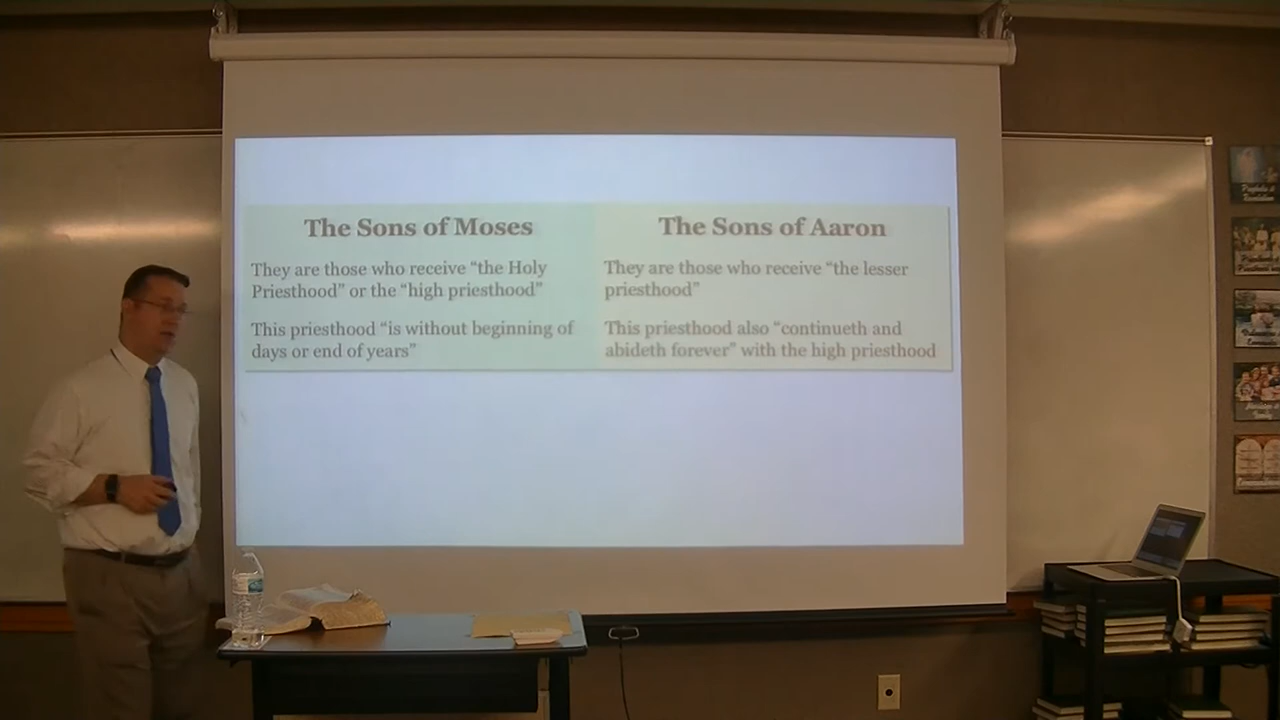 The Sons of Moses
They are those who receive “the Holy
Priesthood” or the “high priesthood”
This priesthood “is without beginning of
days or end of years”
The Sons of Aaron
They are those who receive “the lesser
priesthood”
This priesthood also “continueth and
abideth forever” with the high priesthood